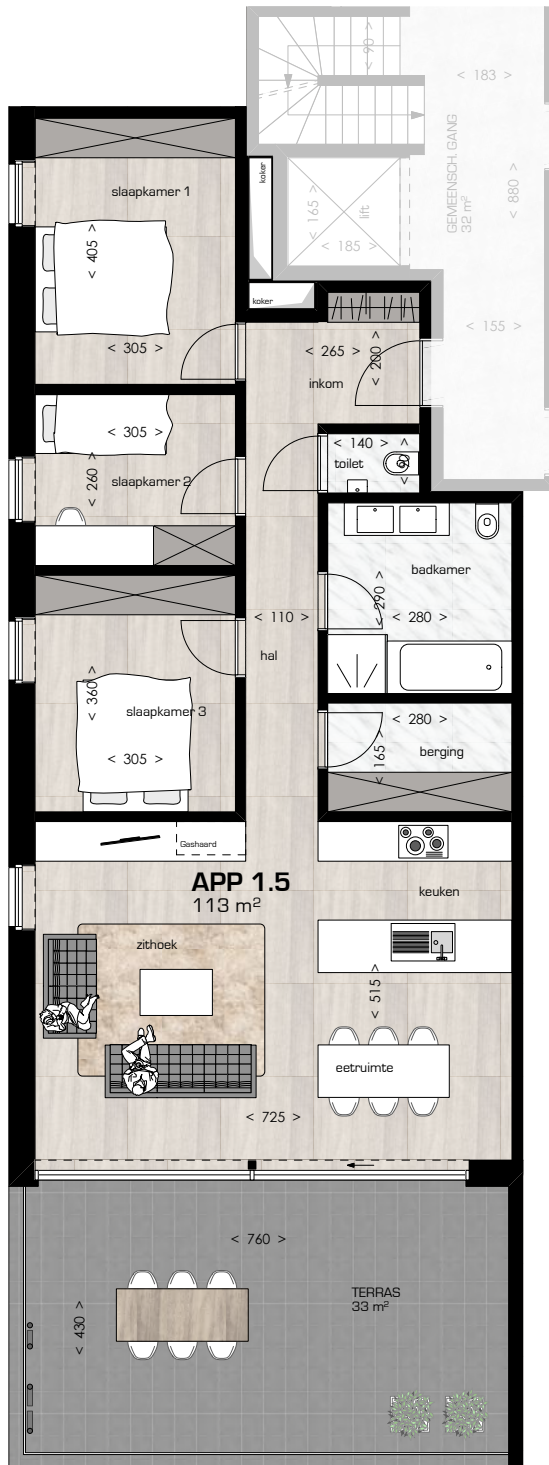 < 90 >
< 183 >
GEMEENSCH. GANG
32 m²
< 880 >
koker
< 165 >
lift
< 185 >
slaapkamer 1
< 405 >
< 305 >
koker
< 155 >
< 265 >
< 200 >
inkom
< 305 >
< 140 >
toilet
slaapkamer 2
< 260 >
badkamer
< 290 >
< 280 >
< 110 >
hal
< 360 >
slaapkamer 3
< 305 >
< 280 >
berging
< 165 >
Gashaard
APP 1.5
113 m²
keuken
zithoek
< 515 >
eetruimte
< 725 >
< 760 >
TERRAS
33 m²
< 430 >